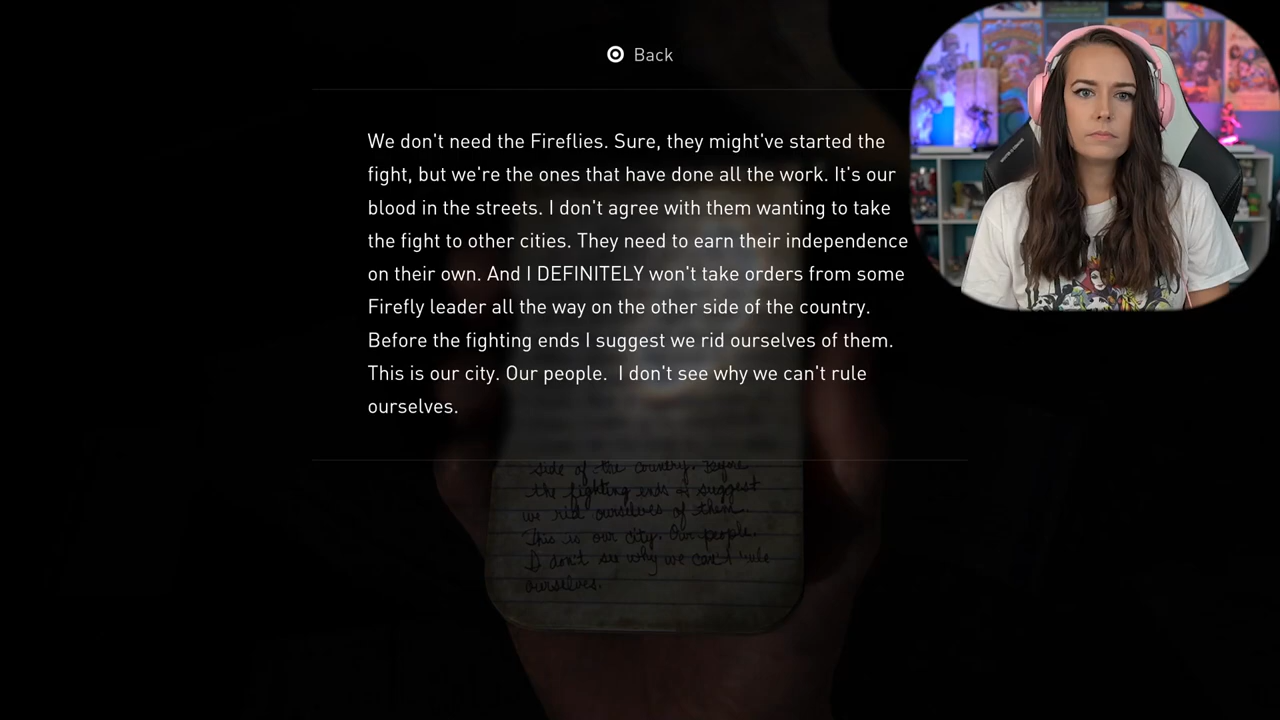 Back
We don't need the Fireflies. Sure, they might've started the
fight, but we're the ones that have done all the work. It's our
blood in the streets. I don't agree with them wanting to take
the fight to other cities. They need to earn their independence
on their own. And I DEFINITELY won't take orders from some
Firefly leader all the way on the other side of the country.
Before the fighting ends I suggest we rid ourselves of them.
This is our city. Our people.  I don't see why we can't rule
ourselves.
side of the country. Before
the fighting ends I suggest
we rid ourselves of them.
This is our city. Our people.
I don't see why we can't rule
ourselves.